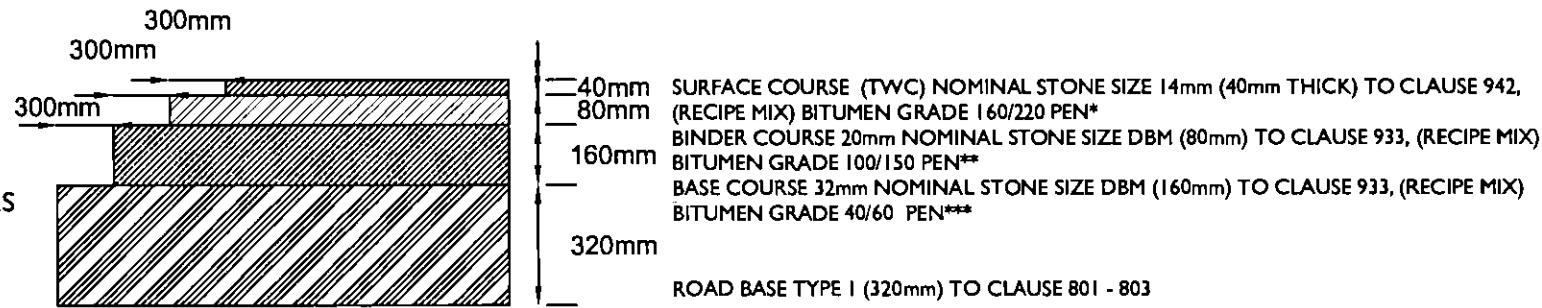 300mm
300mm
40mm SURFACE COURSE (TWC) NOMINAL STONE SIZE 14mm (40mm THICK) TO CLAUSE 942,
300mm 80mm (RECIPE MIX) BITUMEN GRADE 160/220 PEN*
BINDER COURSE 20mm NOMINAL STONE SIZE DBM (80mm) TO CLAUSE 933, (RECIPE MIX)
160mm BITUMEN GRADE 100/150 PEN**
BASE COURSE 32mm NOMINAL STONE SIZE DBM (160mm) TO CLAUSE 933, (RECIPE MIX)
BITUMEN GRADE 40/60 PEN***
320mm
ROAD BASE TYPE 1 (320mm) TO CLAUSE 801 - 803